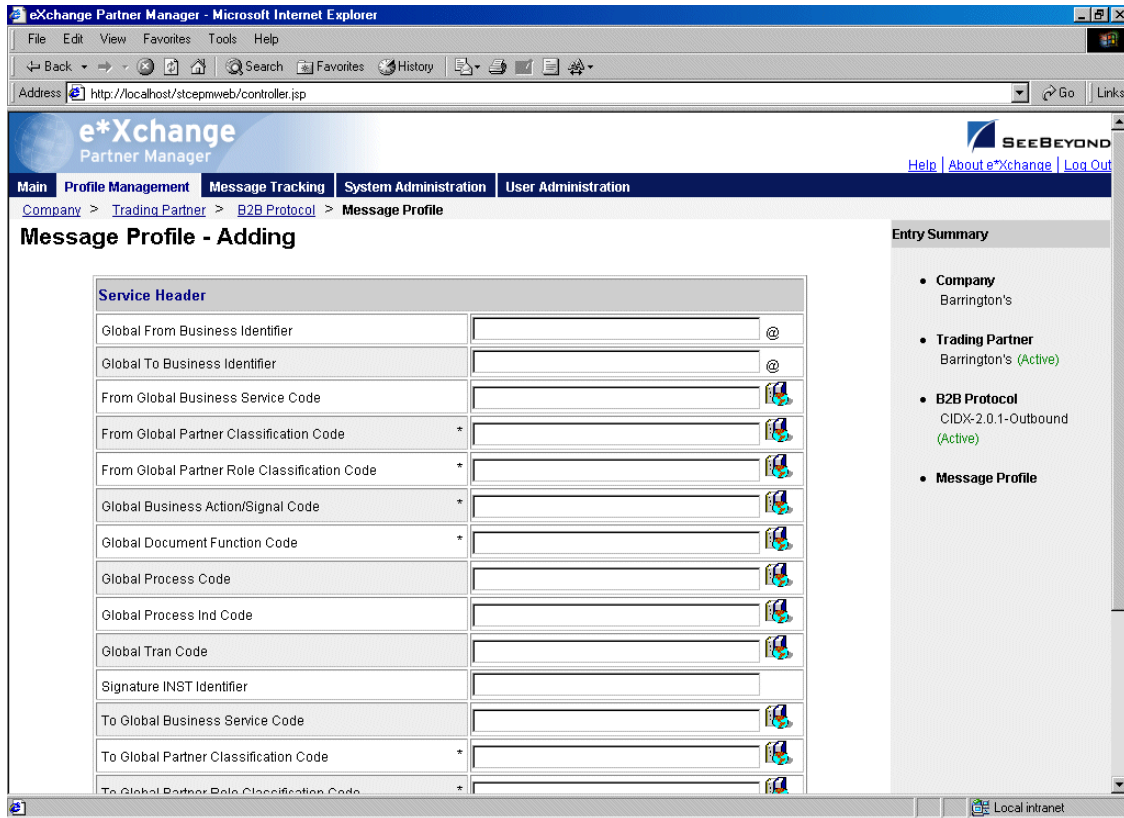 eXchange Partner Manager - Microsoft Internet Explorer
File Edit View Favorites Tools Help
Back Search Favorites History
Address http://localhost/stcepmweb/controller.jsp Go Links
e*Xchange
Partner Manager
SEEBEYOND
Help | About e*Xchange | Log Out
Main Profile Management Message Tracking System Administration User Administration
Company > Trading Partner > B2B Protocol > Message Profile
Message Profile - Adding
Service Header
Global From Business Identifier @
Global To Business Identifier @
From Global Business Service Code
From Global Partner Classification Code *
From Global Partner Role Classification Code *
Global Business Action/Signal Code *
Global Document Function Code *
Global Process Code
Global Process Ind Code
Global Tran Code
Signature INST Identifier
To Global Business Service Code
To Global Partner Classification Code *
To Global Partner Role Classification Code *
Entry Summary
• Company
Barrington's
• Trading Partner
Barrington's (Active)
• B2B Protocol
CIDX-2.0.1-Outbound
(Active)
• Message Profile
Local intranet